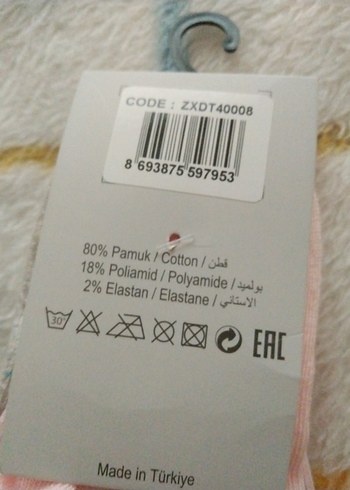 CODE : ZXDT40008
8 693875 597953
80% Pamuk / Cotton / قطن
18% Poliamid / Polyamide / بولميد
2% Elastan / Elastane / الاستاني
30°
EAC
Made in Türkiye